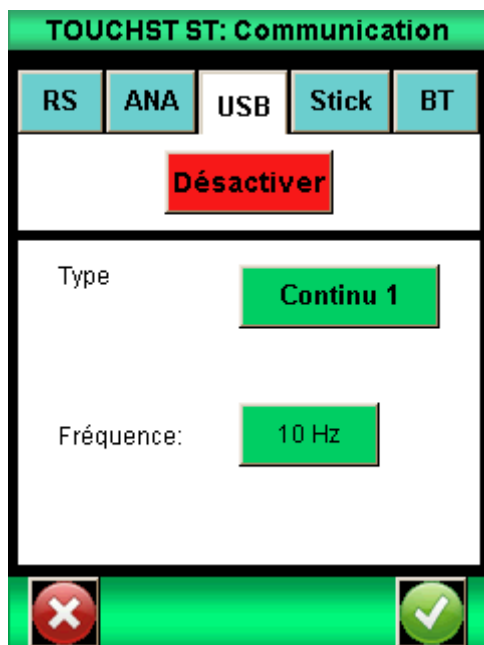 TOUCHST ST: Communication
RS ANA USB Stick BT
Désactiver
Type
Continu 1
Fréquence:
10 Hz